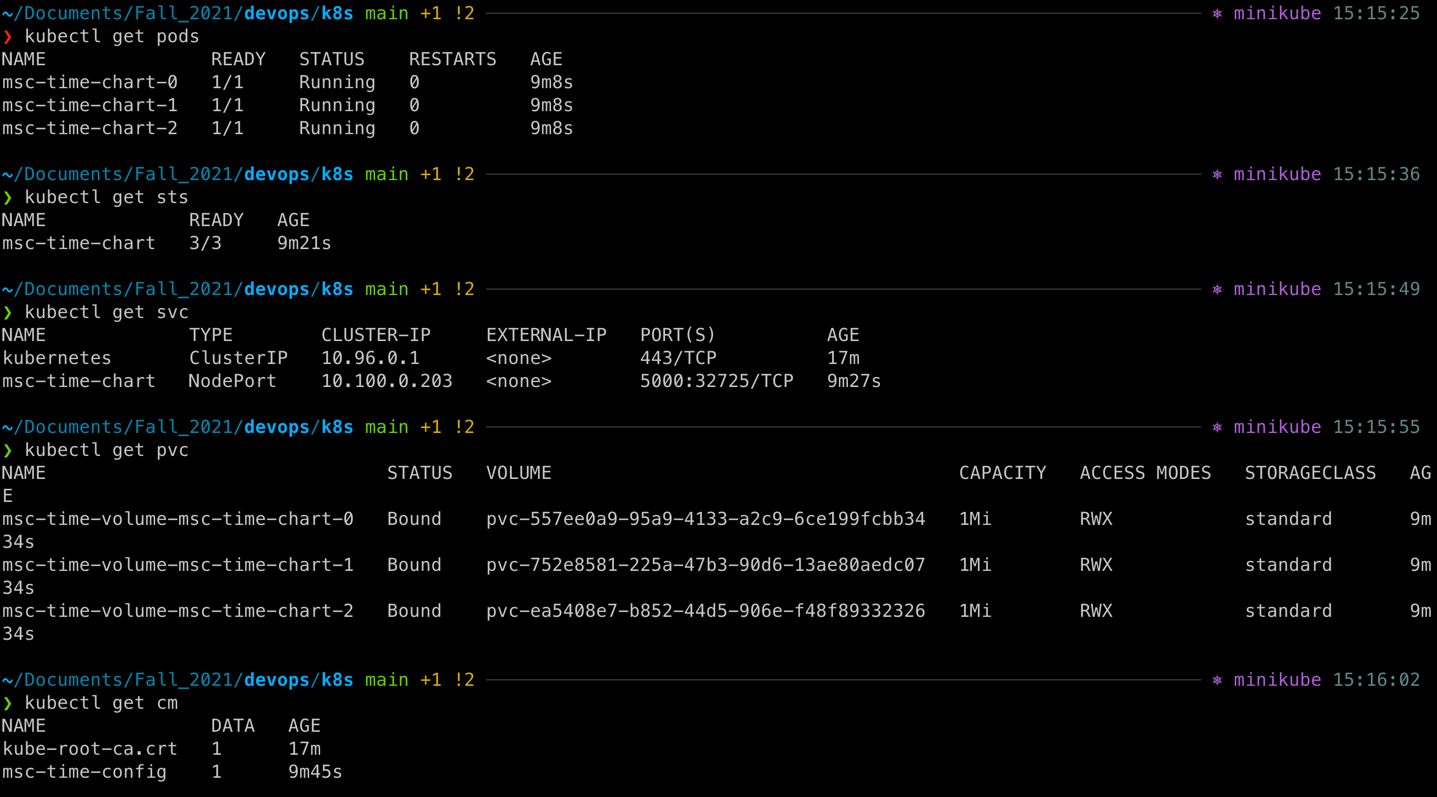 ~/Documents/Fall_2021/devops/k8s main +1 !2 ⎈ minikube 15:15:25
❯ kubectl get pods
NAME READY STATUS RESTARTS AGE
msc-time-chart-0 1/1 Running 0 9m8s
msc-time-chart-1 1/1 Running 0 9m8s
msc-time-chart-2 1/1 Running 0 9m8s
~/Documents/Fall_2021/devops/k8s main +1 !2 ⎈ minikube 15:15:36
❯ kubectl get sts
NAME READY AGE
msc-time-chart 3/3 9m21s
~/Documents/Fall_2021/devops/k8s main +1 !2 ⎈ minikube 15:15:49
❯ kubectl get svc
NAME TYPE CLUSTER-IP EXTERNAL-IP PORT(S) AGE
kubernetes ClusterIP 10.96.0.1 <none> 443/TCP 17m
msc-time-chart NodePort 10.100.0.203 <none> 5000:32725/TCP 9m27s
~/Documents/Fall_2021/devops/k8s main +1 !2 ⎈ minikube 15:15:55
❯ kubectl get pvc
NAME STATUS VOLUME CAPACITY ACCESS MODES STORAGECLASS AG
E
msc-time-volume-msc-time-chart-0 Bound pvc-557ee0a9-95a9-4133-a2c9-6ce199fcbb34 1Mi RWX standard 9m
34s
msc-time-volume-msc-time-chart-1 Bound pvc-752e8581-225a-47b3-90d6-13ae80aedc07 1Mi RWX standard 9m
34s
msc-time-volume-msc-time-chart-2 Bound pvc-ea5408e7-b852-44d5-906e-f48f89332326 1Mi RWX standard 9m
34s
~/Documents/Fall_2021/devops/k8s main +1 !2 ⎈ minikube 15:16:02
❯ kubectl get cm
NAME DATA AGE
kube-root-ca.crt 1 17m
msc-time-config 1 9m45s